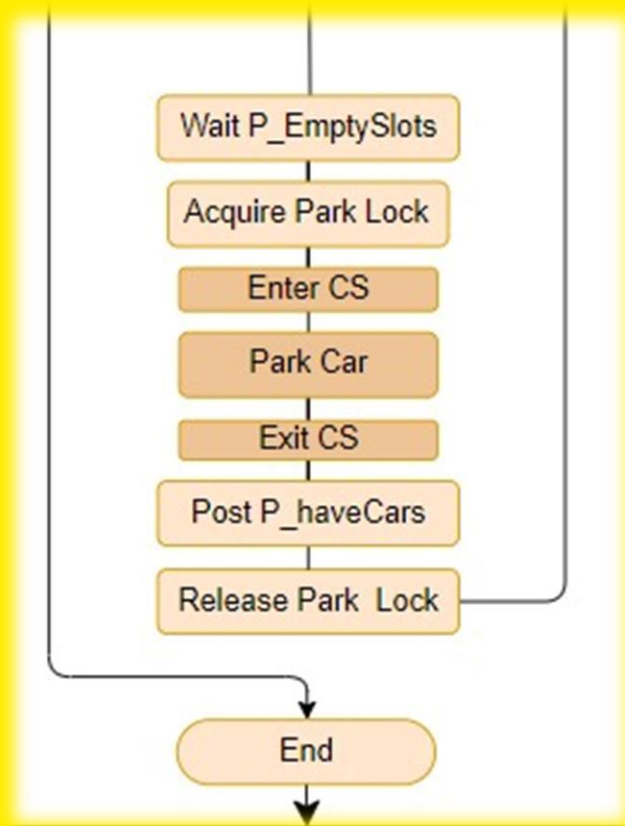 Wait P_EmptySlots
Acquire Park Lock
Enter CS
Park Car
Exit CS
Post P_haveCars
Release Park Lock
End